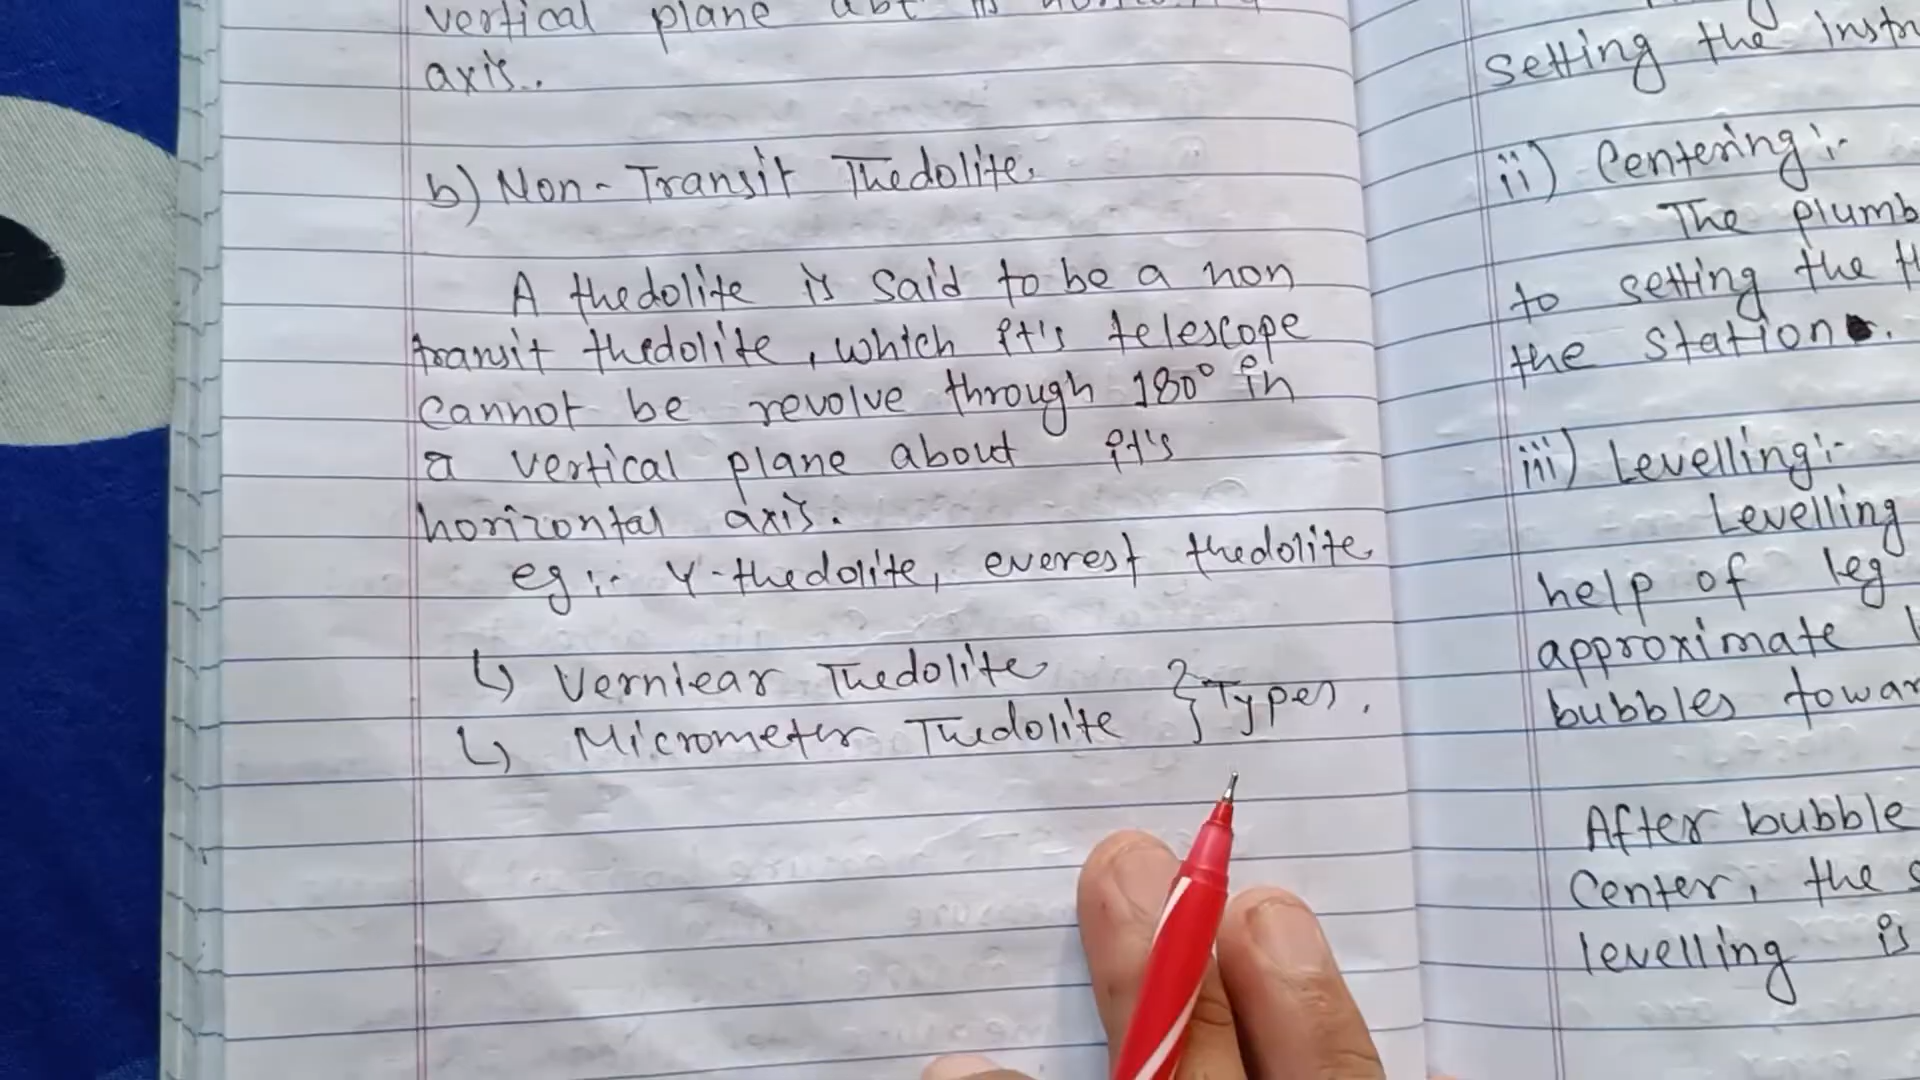 vertical plane abt its
axis..
b) Non-Transit Thedolite.
A thedolite is said to be a non
transit thedolite, which it's telescope
cannot be revolve through 180° in
a vertical plane about it's
horizontal axis.
eg:- Y-thedolite, everest thedolite.
↳ Verniear Thedolite
↳ Micrometer Thedolite } Types.
setting the instr
ii) Centering:-
The plumb
to setting the th
the station.
iii) Levelling:-
Levelling
help of leg
approximate
bubbles towar
After bubble
Center, the s
levelling is